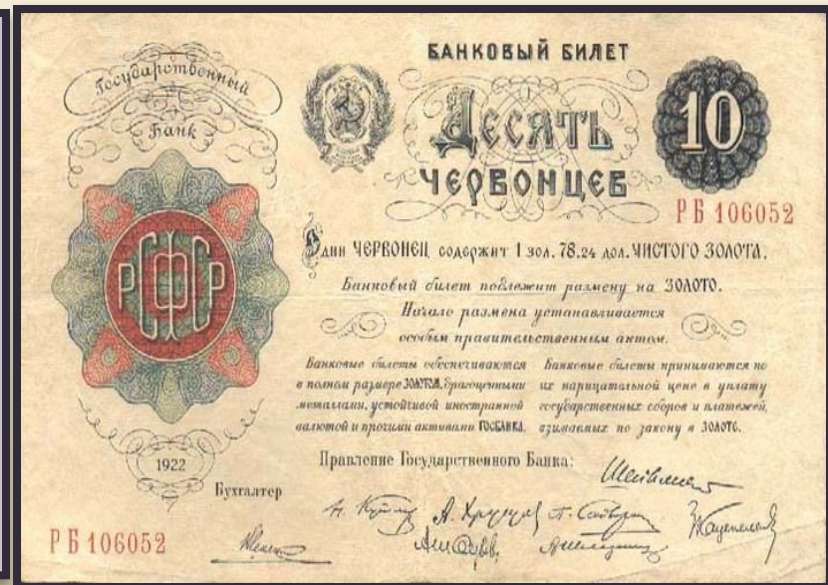 Государственный
Банк
БАНКОВЫЙ БИЛЕТ
ДЕСЯТЬ
ЧЕРВОНЦЕВ
10
РБ 106052
РСФСР
Один ЧЕРВОНЕЦ содержит 1 зол. 78.24 дол. ЧИСТОГО ЗОЛОТА.
Банковый билет подлежит размену на ЗОЛОТО.
Начало размена устанавливается
особым правительственным актом.
Банковые билеты обеспечиваются
в полном размере ЗОЛОТОМ, драгоценными
металлами, устойчивой иностранной
валютой и прочими активами ГОСБАНКА.
Банковые билеты принимаются по
их нарицательной цене в уплату
государственных сборов и платежей,
взимаемых по закону в ЗОЛОТЕ.
1922
Правление Государственного Банка:
Бухгалтер
РБ 106052